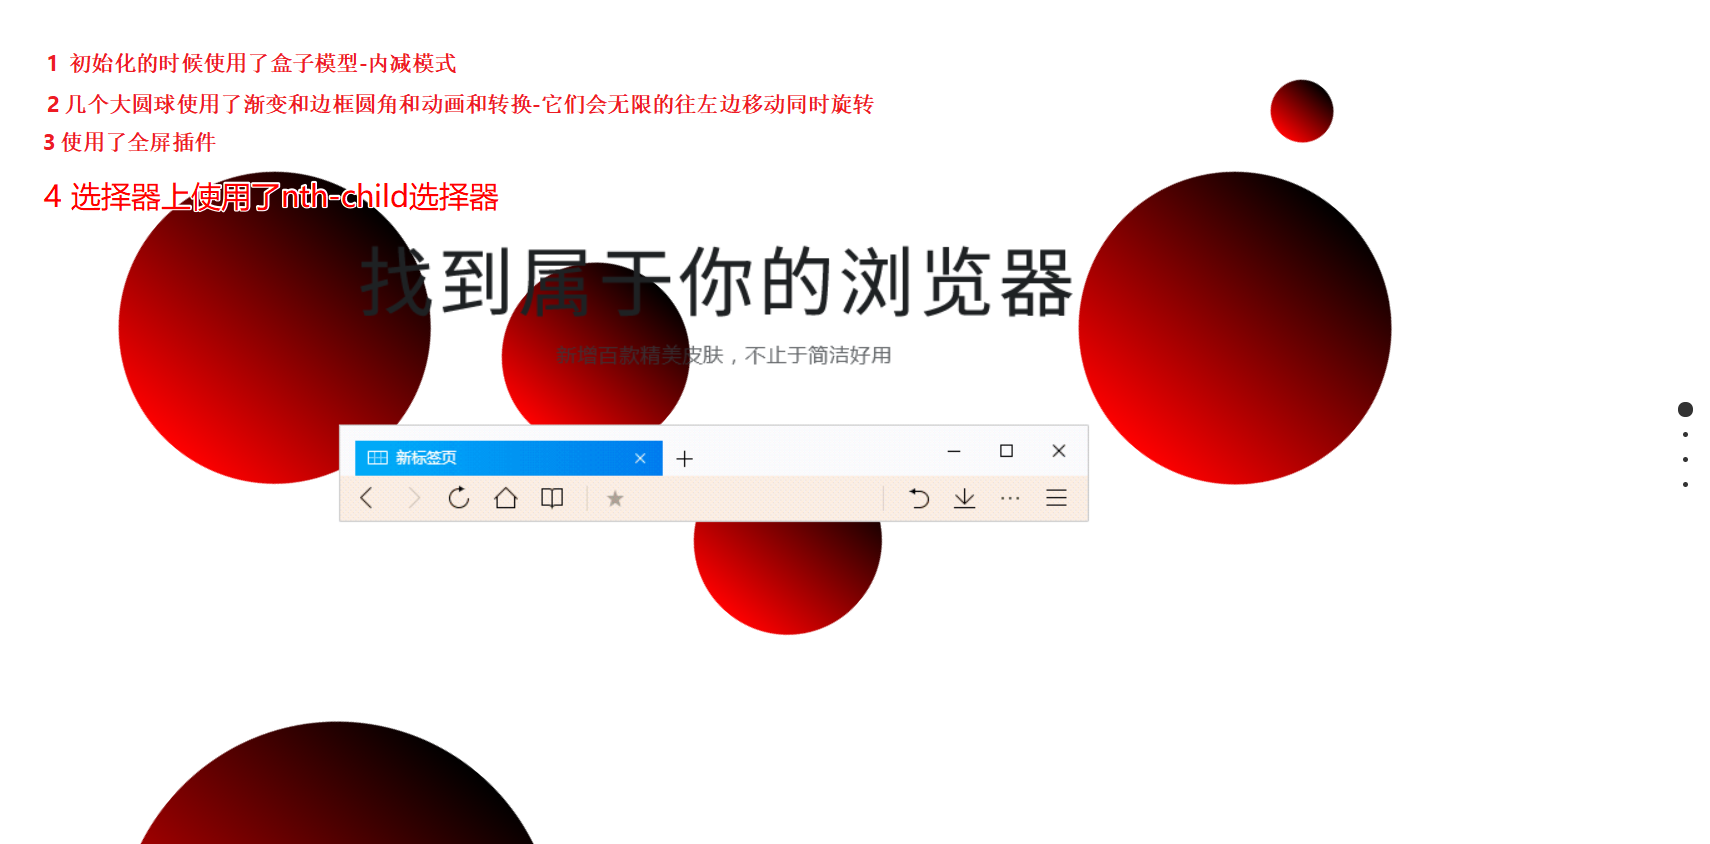 1 初始化的时候使用了盒子模型-内减模式
2 几个大圆球使用了渐变和边框圆角和动画和转换-它们会无限的往左边移动同时旋转
3 使用了全屏插件
4 选择器上使用了nth-child选择器
找到属于你的浏览器
新增百款精美皮肤，不止于简洁好用
新标签页